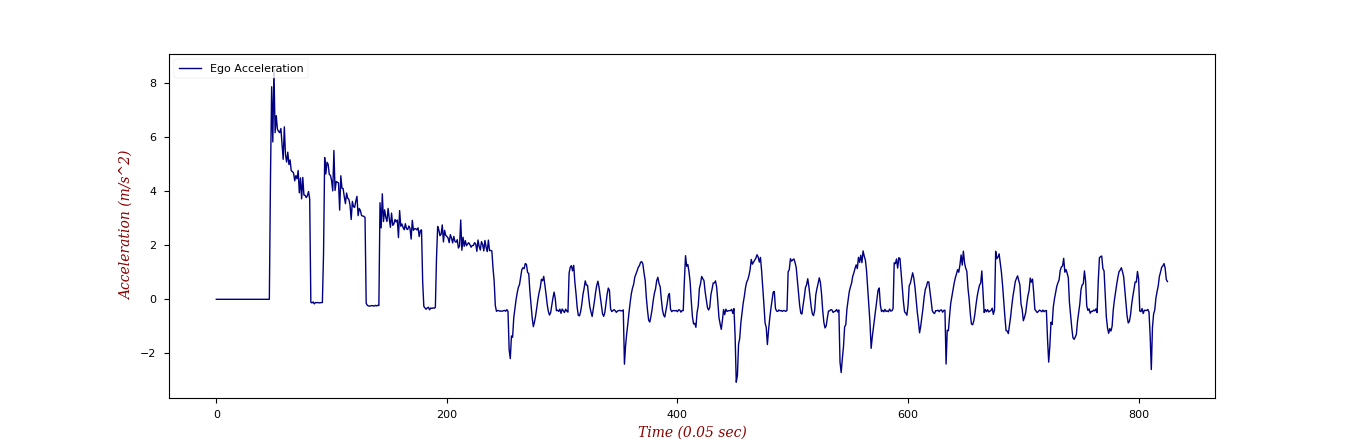 Ego Acceleration
8
6
4
2
0
−2
Acceleration (m/s^2)
0 200 400 600 800
Time (0.05 sec)